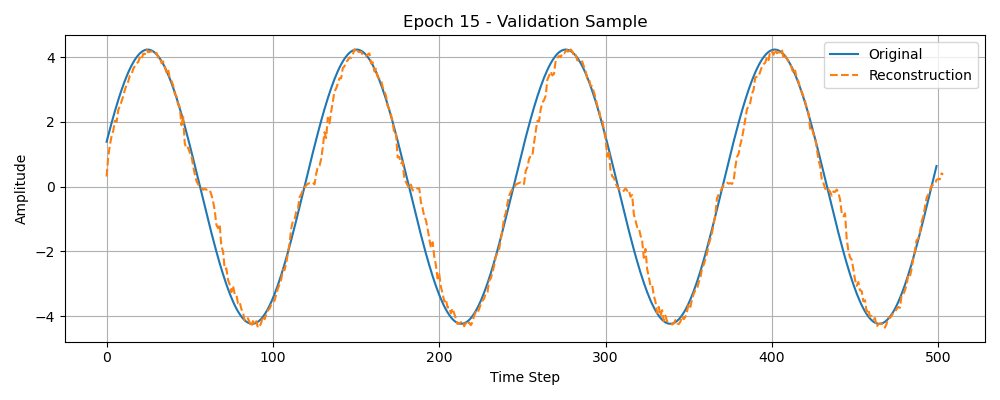 Epoch 15 - Validation Sample
Original
Reconstruction
Amplitude
4
2
0
−2
−4
0 100 200 300 400 500
Time Step